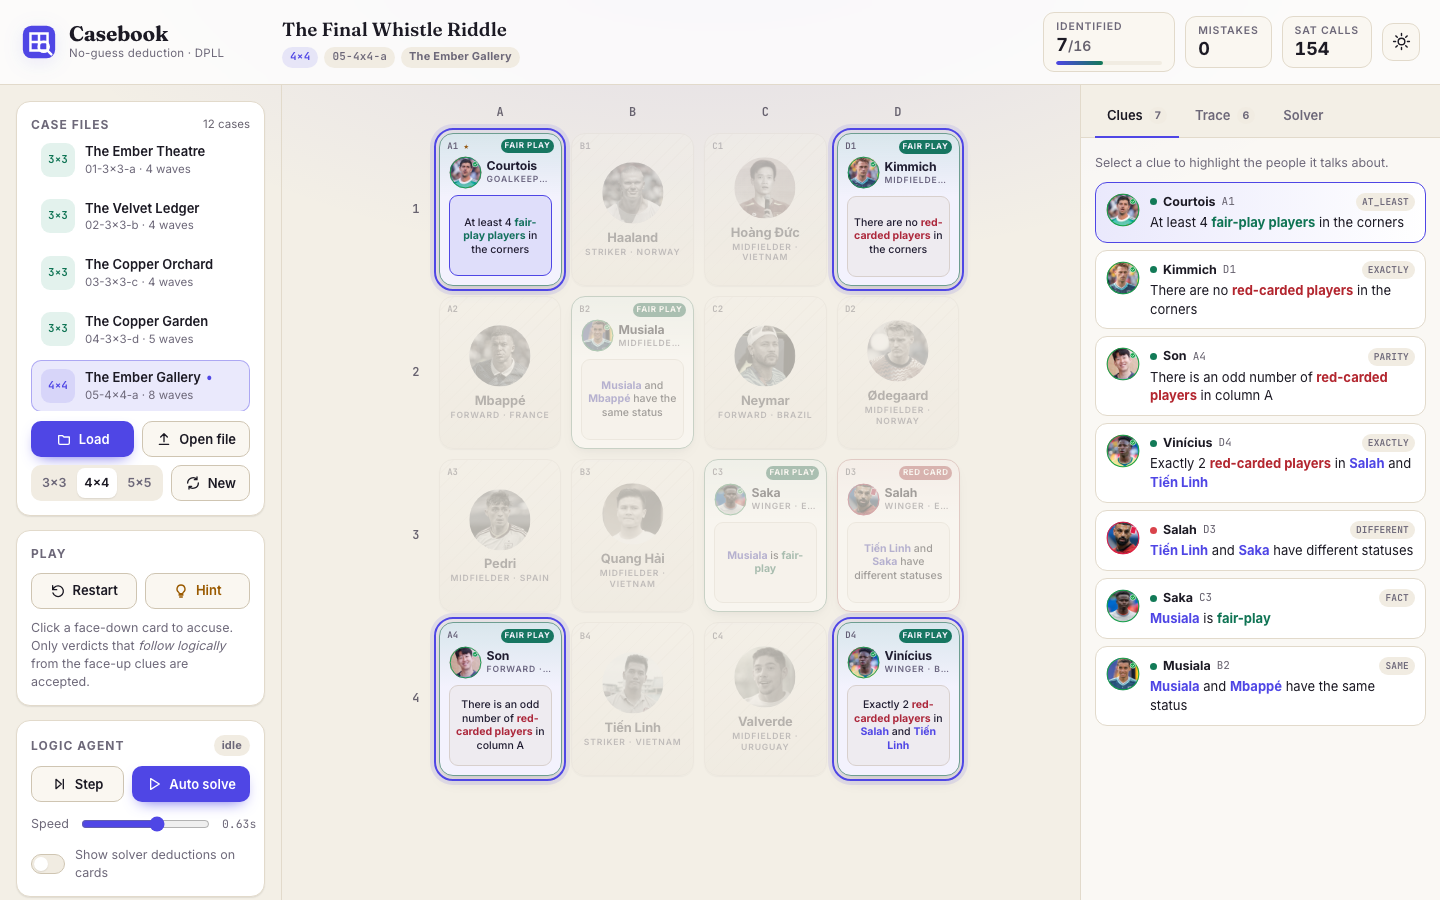 Casebook
No-guess deduction · DPLL
The Final Whistle Riddle
4×4
05-4x4-a
The Ember Gallery
IDENTIFIED
7/16
MISTAKES
0
SAT CALLS
154
CASE FILES
12 cases
3×3
The Ember Theatre
01-3×3-a · 4 waves
3×3
The Velvet Ledger
02-3×3-b · 4 waves
3×3
The Copper Orchard
03-3×3-c · 4 waves
3×3
The Copper Garden
04-3×3-d · 5 waves
4×4
The Ember Gallery •
05-4×4-a · 8 waves
Load
Open file
3×3
4×4
5×5
New
PLAY
Restart
Hint
Click a face-down card to accuse.
Only verdicts that follow logically
from the face-up clues are
accepted.
LOGIC AGENT
idle
Step
Auto solve
Speed
0.63s
Show solver deductions on
cards
A
B
C
D
1
2
3
4
A1 ★
FAIR PLAY
Courtois
GOALKEEP…
At least 4 fair-
play players in
the corners
B1
Haaland
STRIKER · NORWAY
C1
Hoàng Đức
MIDFIELDER ·
VIETNAM
D1
FAIR PLAY
Kimmich
MIDFIELDE…
There are no red-
carded players in
the corners
A2
Mbappé
FORWARD · FRANCE
B2
FAIR PLAY
Musiala
MIDFIELDE…
Musiala and
Mbappé have the
same status
C2
Neymar
FORWARD · BRAZIL
D2
Ødegaard
MIDFIELDER ·
NORWAY
A3
Pedri
MIDFIELDER · SPAIN
B3
Quang Hải
MIDFIELDER ·
VIETNAM
C3
FAIR PLAY
Saka
WINGER · E…
Musiala is fair-
play
D3
RED CARD
Salah
WINGER · E…
Tiến Linh and
Saka have
different statuses
A4
FAIR PLAY
Son
FORWARD ·…
There is an odd
number of red-
carded players in
column A
B4
Tiến Linh
STRIKER · VIETNAM
C4
Valverde
MIDFIELDER ·
URUGUAY
D4
FAIR PLAY
Vinícius
WINGER · B…
Exactly 2 red-
carded players in
Salah and Tiến
Linh
Clues 7
Trace 6
Solver
Select a clue to highlight the people it talks about.
Courtois A1
AT_LEAST
At least 4 fair-play players in the corners
Kimmich D1
EXACTLY
There are no red-carded players in the
corners
Son A4
PARITY
There is an odd number of red-carded
players in column A
Vinícius D4
EXACTLY
Exactly 2 red-carded players in Salah and
Tiến Linh
Salah D3
DIFFERENT
Tiến Linh and Saka have different statuses
Saka C3
FACT
Musiala is fair-play
Musiala B2
SAME
Musiala and Mbappé have the same
status